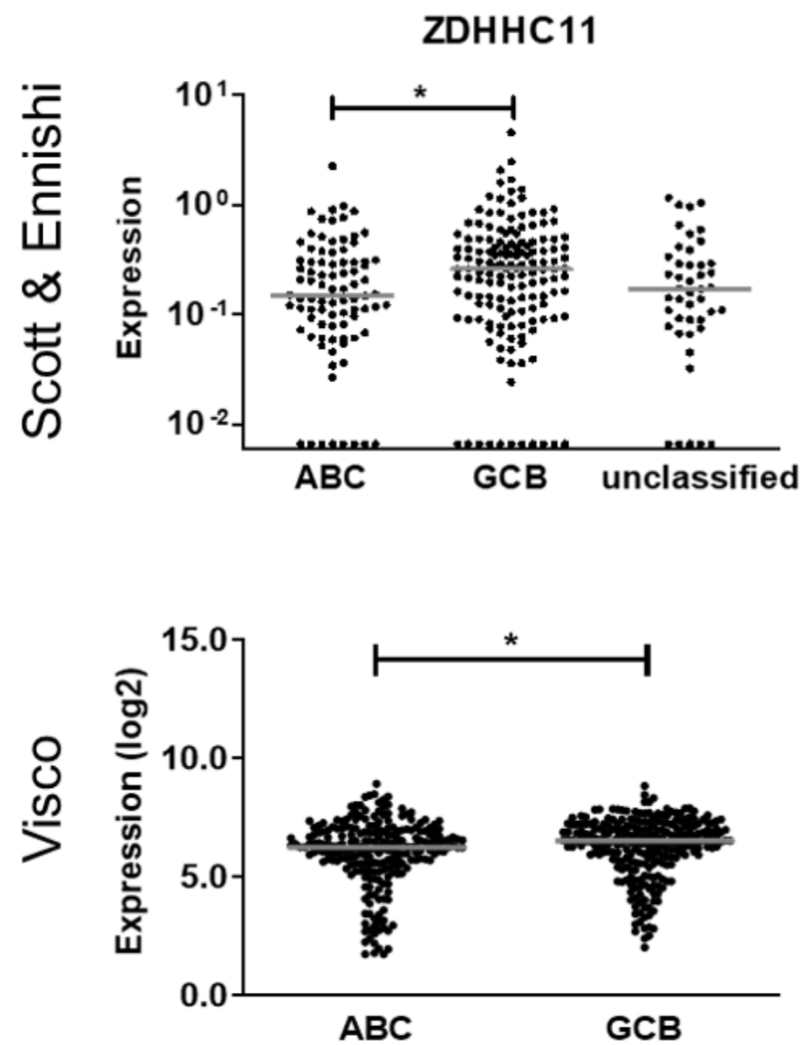 ZDHHC11
Scott & Ennishi
Expression
10¹
10⁰
10⁻¹
10⁻²
*
ABC GCB unclassified
Visco
Expression (log2)
15.0
10.0
5.0
0.0
*
ABC GCB